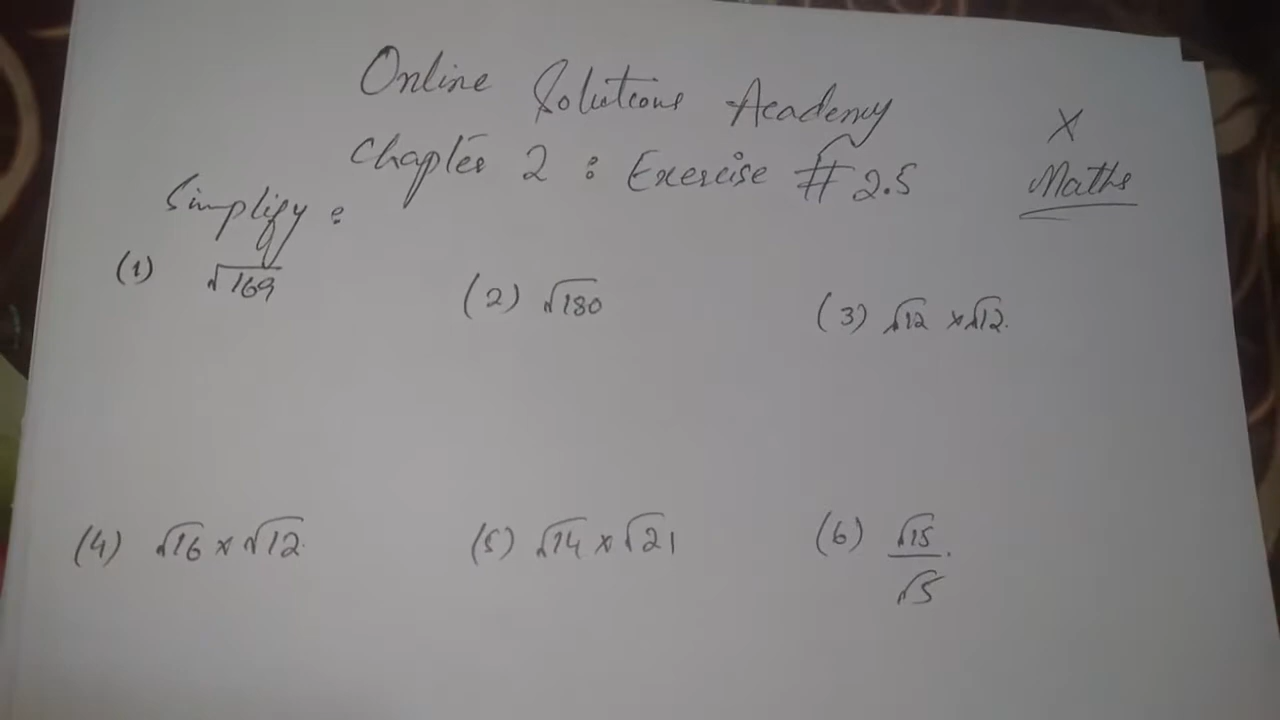 Online Solutions Academy
X
Chapter 2 : Exercise # 2.5
Maths
Simplify :
(1) √169
(2) √180
(3) √12 × √12.
(4) √16 × √12.
(5) √14 × √21
(6) √15 / √5.